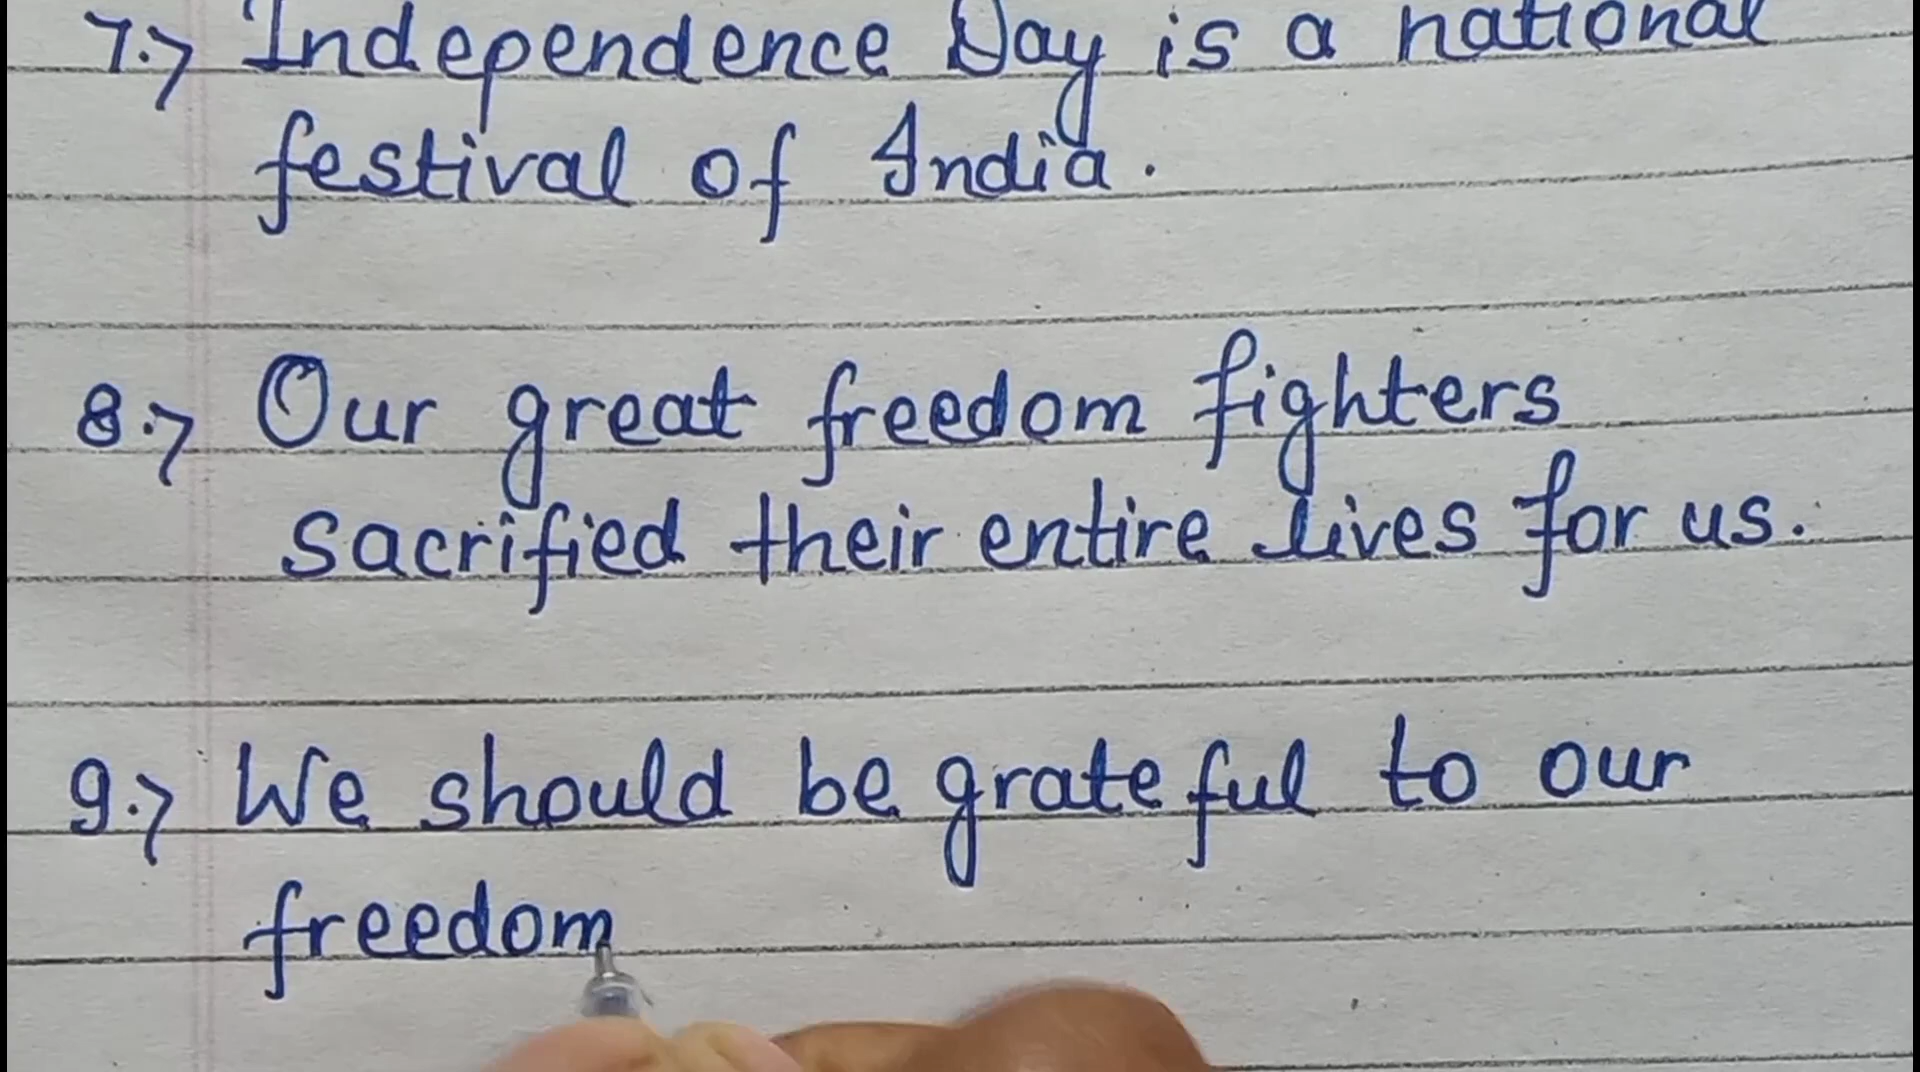 7.> Independence Day is a national
festival of India.
8.> Our great freedom fighters
sacrified their entire lives for us.
9.> We should be grateful to our
freedom